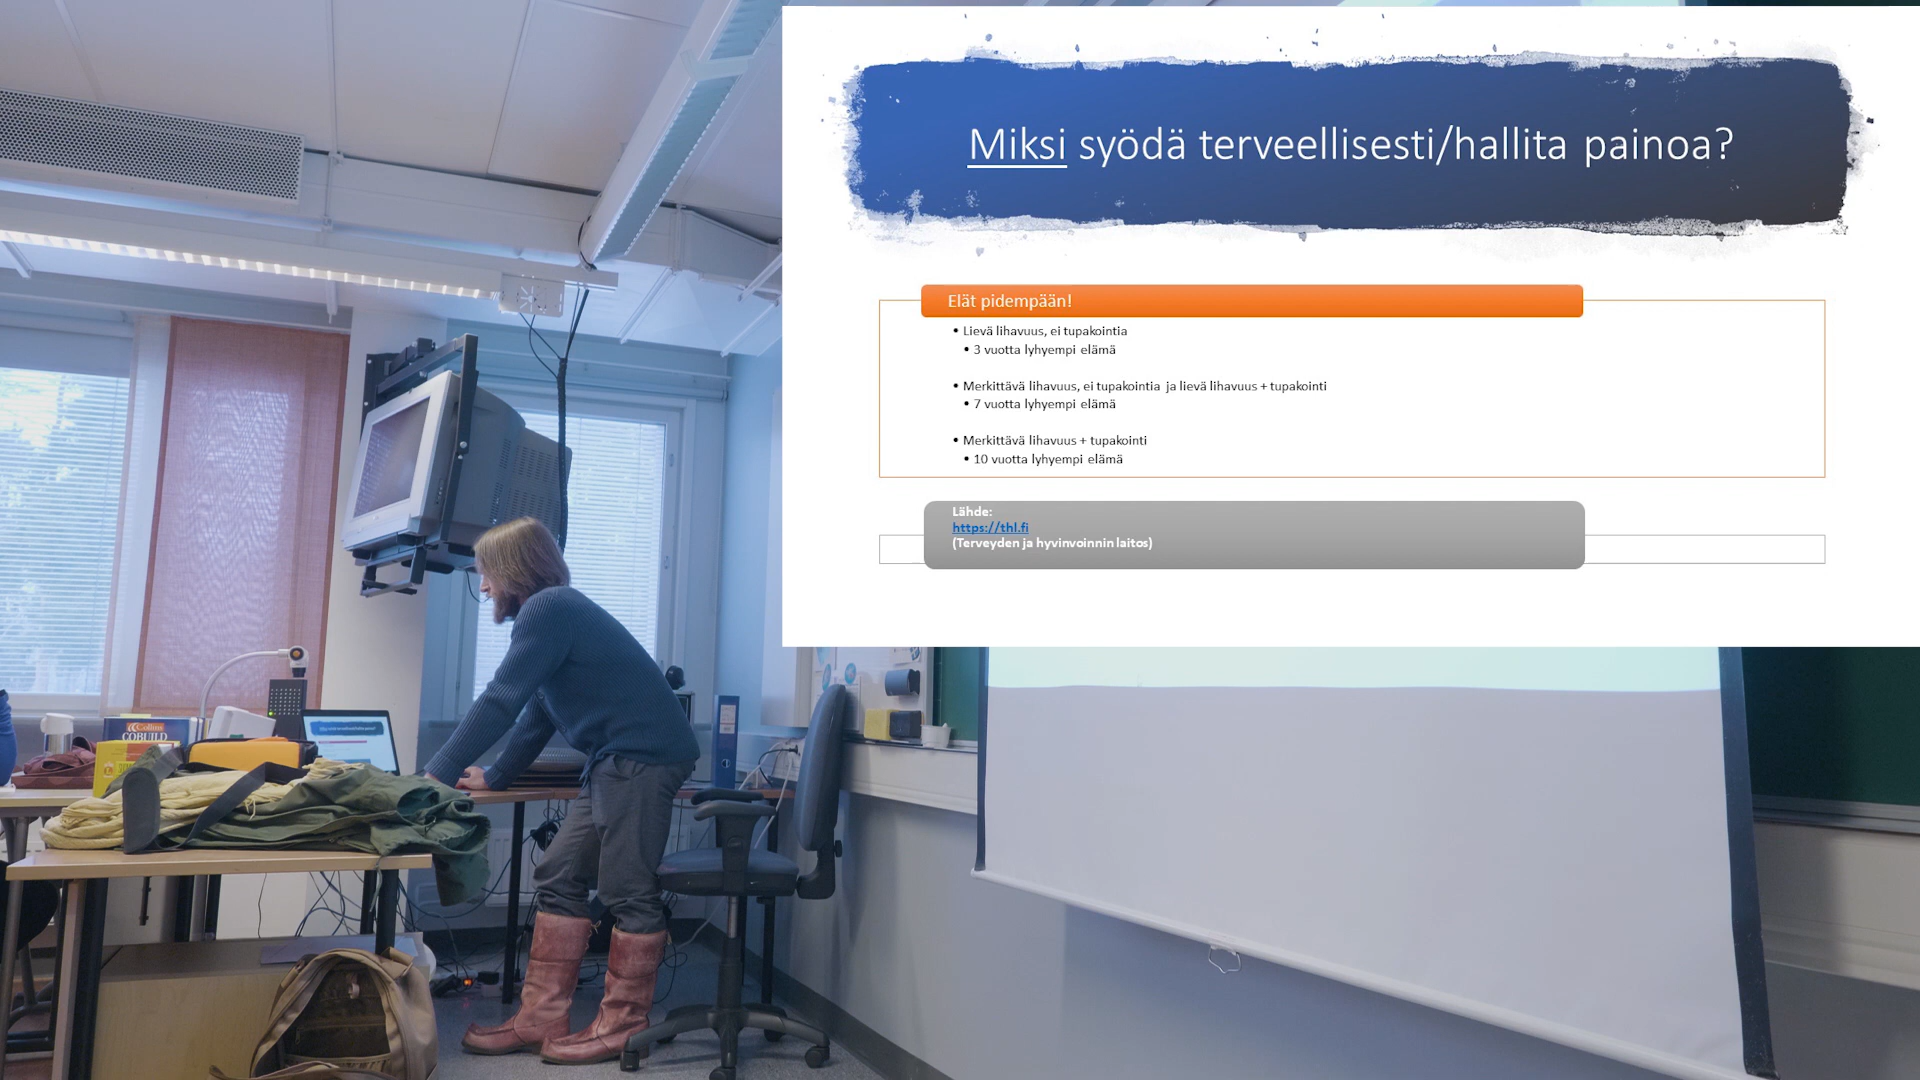 Miksi syödä terveellisesti/hallita painoa?
Elät pidempään!
• Lievä lihavuus, ei tupakointia
• 3 vuotta lyhyempi elämä
• Merkittävä lihavuus, ei tupakointia ja lievä lihavuus + tupakointi
• 7 vuotta lyhyempi elämä
• Merkittävä lihavuus + tupakointi
• 10 vuotta lyhyempi elämä
Lähde:
https://thl.fi
(Terveyden ja hyvinvoinnin laitos)
Collins
COBUILD